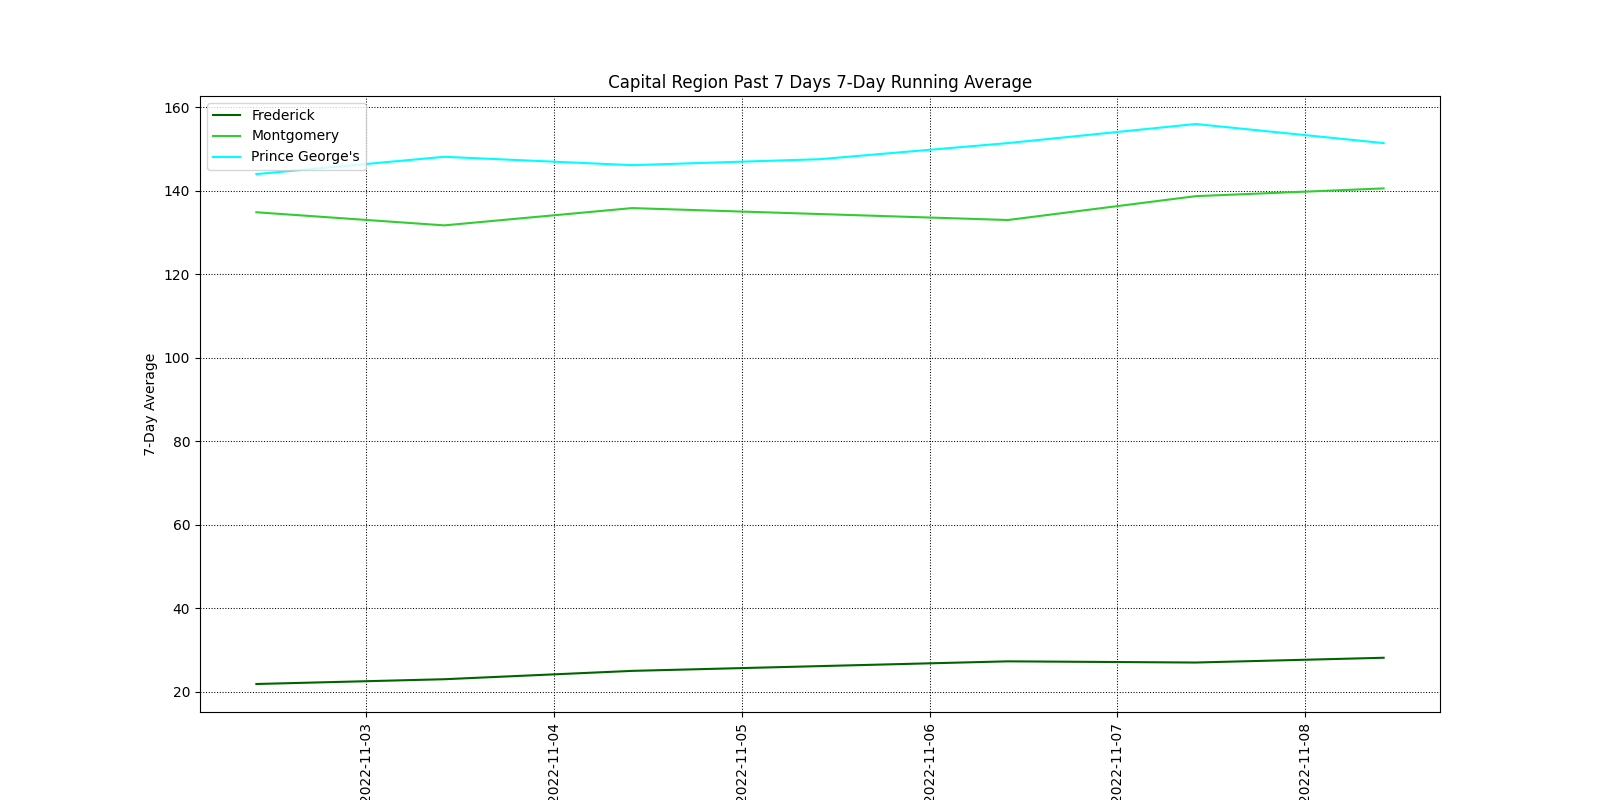 Capital Region Past 7 Days 7-Day Running Average
Frederick
Montgomery
Prince George's
7-Day Average
160
140
120
100
80
60
40
20
2022-11-03
2022-11-04
2022-11-05
2022-11-06
2022-11-07
2022-11-08